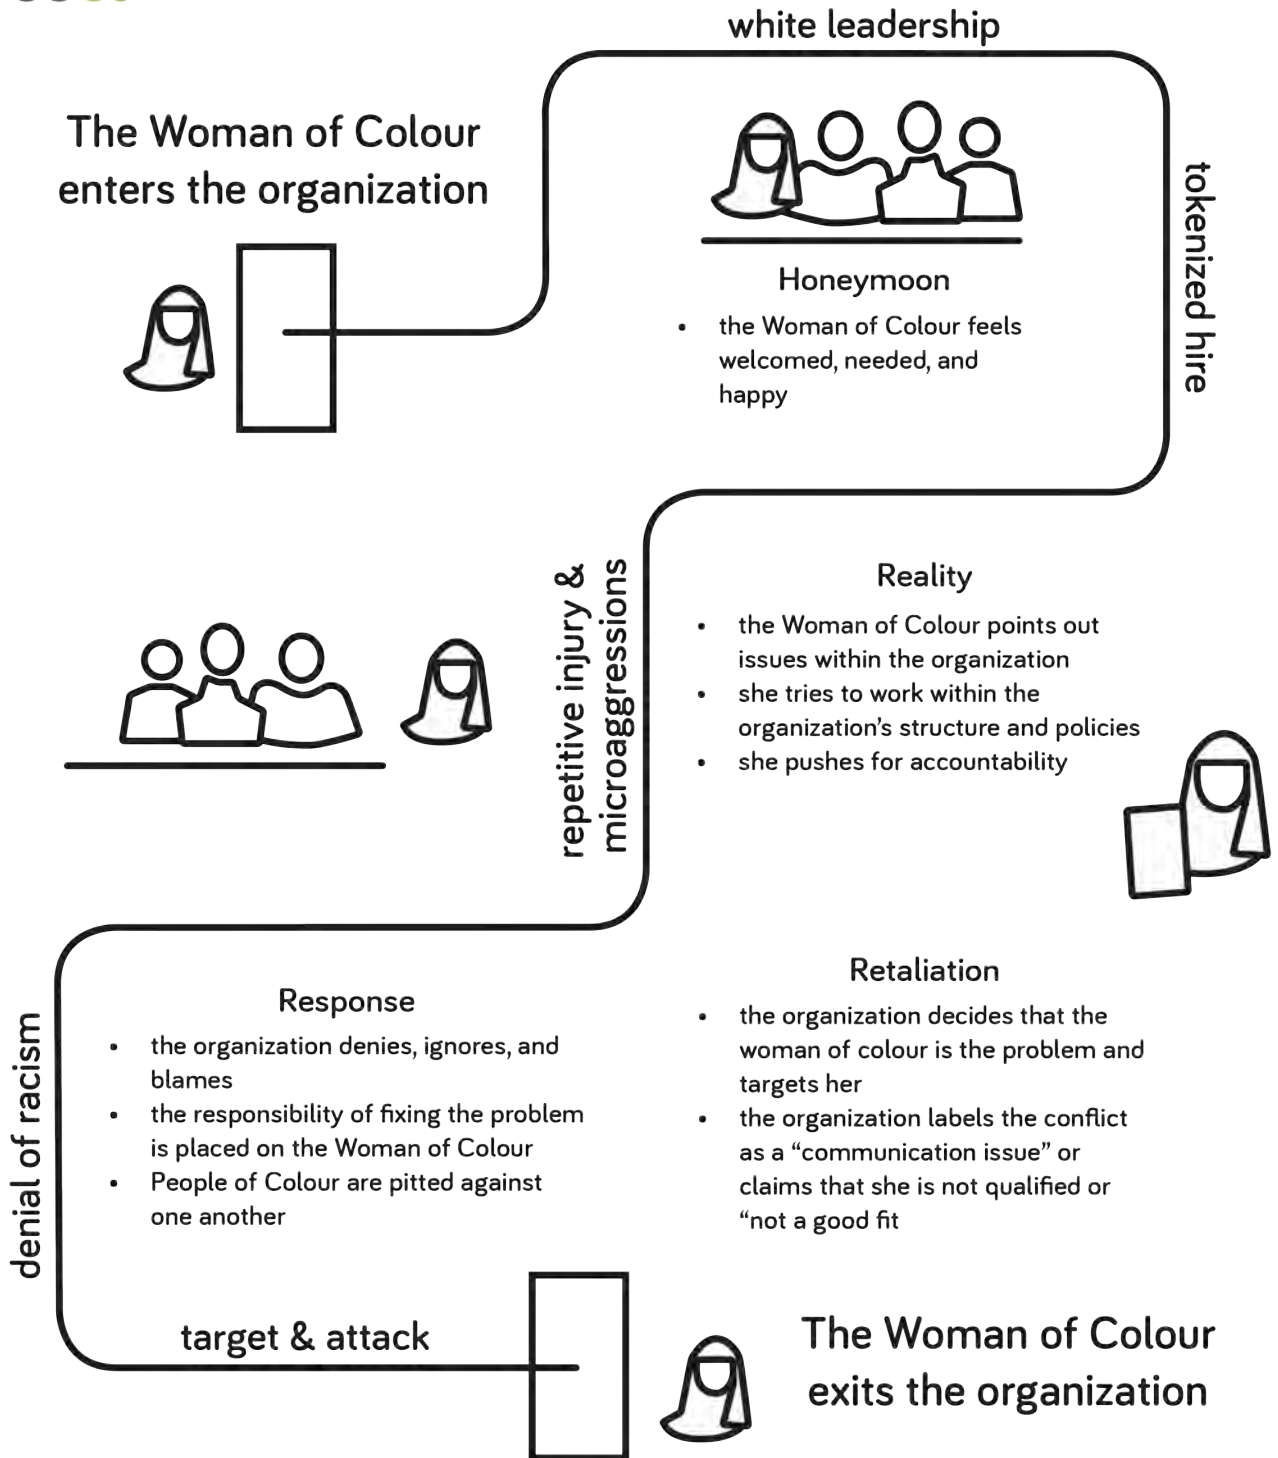 white leadership
The Woman of Colour
enters the organization
tokenized hire
Honeymoon
• the Woman of Colour feels
welcomed, needed, and
happy
repetitive injury &
microaggressions
Reality
• the Woman of Colour points out
issues within the organization
• she tries to work within the
organization’s structure and policies
• she pushes for accountability
denial of racism
Response
• the organization denies, ignores, and
blames
• the responsibility of fixing the problem
is placed on the Woman of Colour
• People of Colour are pitted against
one another
Retaliation
• the organization decides that the
woman of colour is the problem and
targets her
• the organization labels the conflict
as a “communication issue” or
claims that she is not qualified or
“not a good fit
target & attack
The Woman of Colour
exits the organization